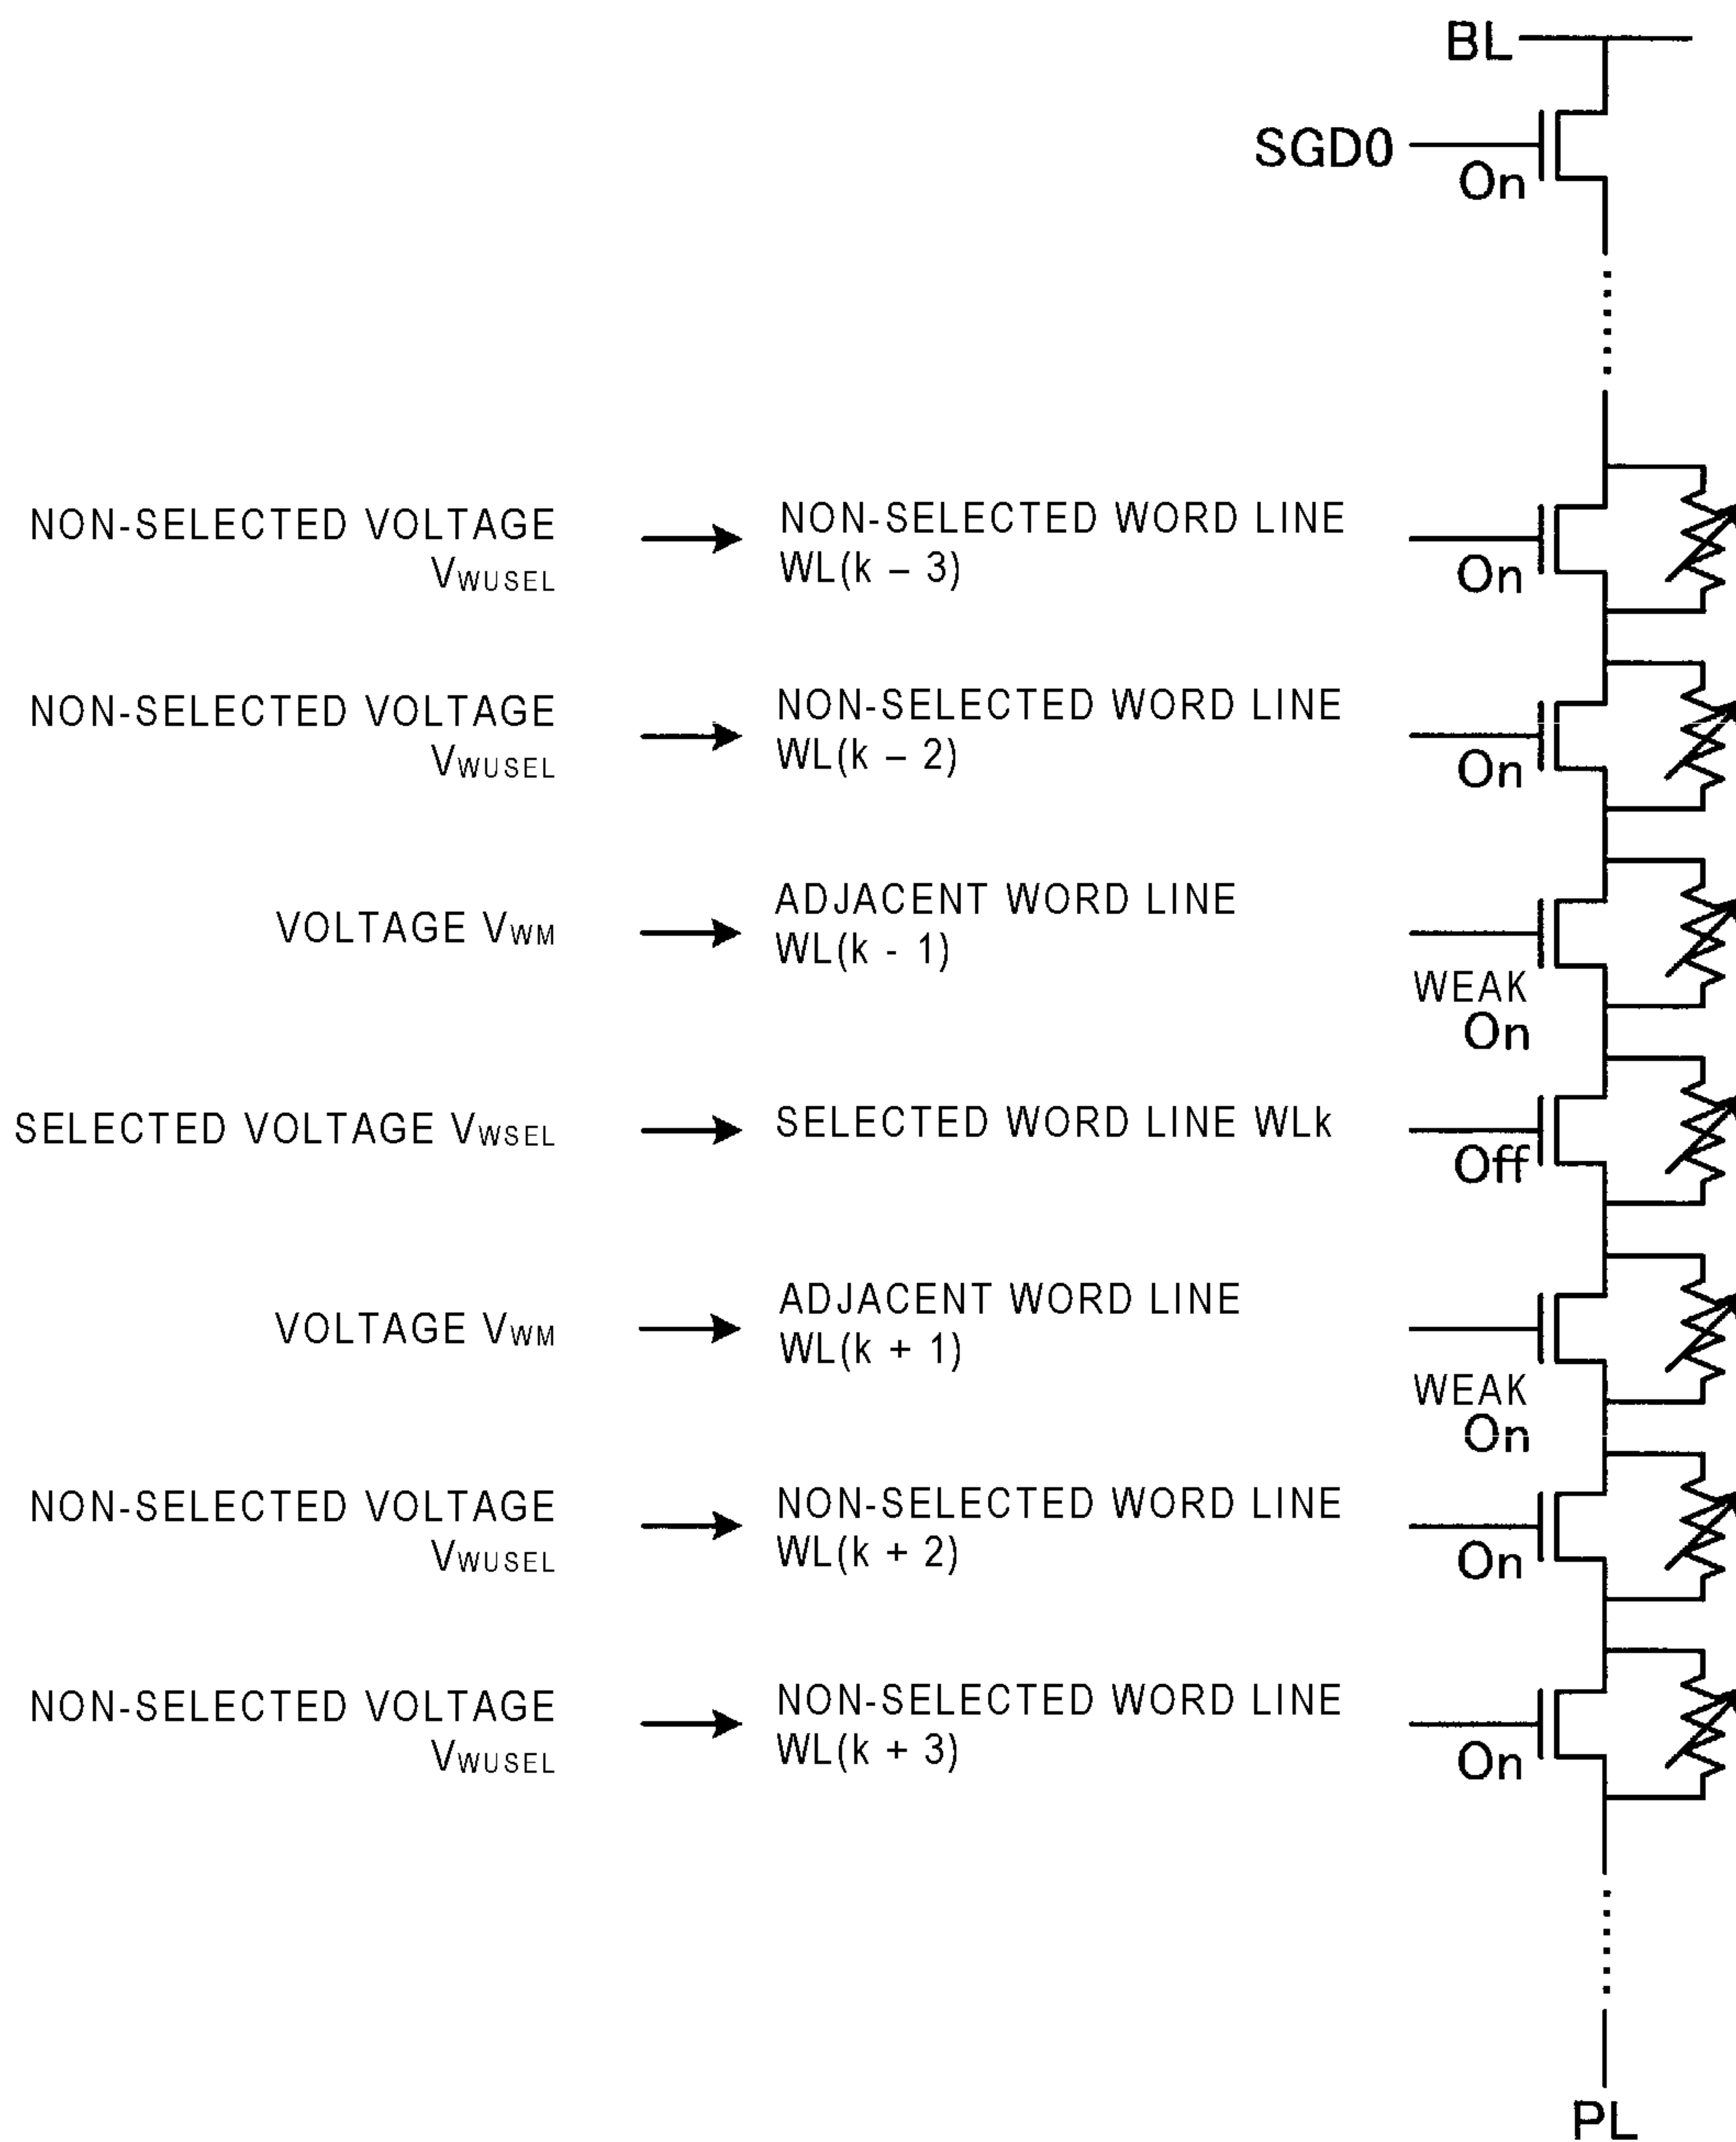 BL
SGD0
On
NON-SELECTED VOLTAGE
VWUSEL
NON-SELECTED WORD LINE
WL(k – 3)
On
NON-SELECTED VOLTAGE
VWUSEL
NON-SELECTED WORD LINE
WL(k – 2)
On
VOLTAGE VWM
ADJACENT WORD LINE
WL(k - 1)
WEAK
On
SELECTED VOLTAGE VWSEL
SELECTED WORD LINE WLk
Off
VOLTAGE VWM
ADJACENT WORD LINE
WL(k + 1)
WEAK
On
NON-SELECTED VOLTAGE
VWUSEL
NON-SELECTED WORD LINE
WL(k + 2)
On
NON-SELECTED VOLTAGE
VWUSEL
NON-SELECTED WORD LINE
WL(k + 3)
On
PL